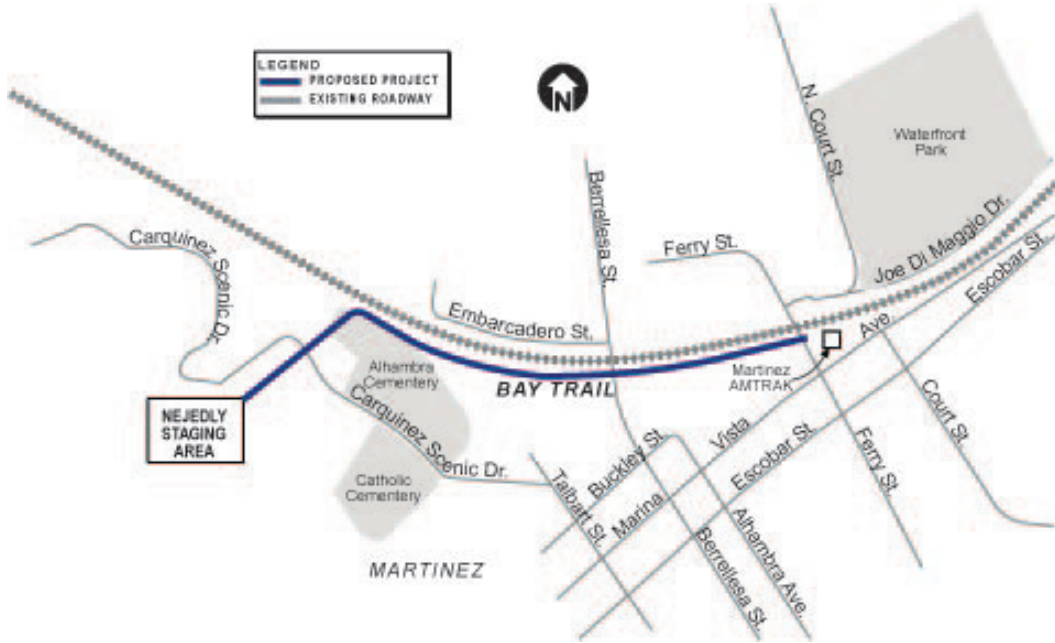 LEGEND
PROPOSED PROJECT
EXISTING ROADWAY
N
N. Court St.
Waterfront
Park
Berrellesa St.
Ferry St.
Joe Di Maggio Dr.
Escobar St.
Carquinez Scenic Dr.
Embarcadero St.
Ave.
Alhambra
Cementery
BAY TRAIL
Martinez
AMTRAK
NEJEDLY
STAGING
AREA
Carquinez Scenic Dr.
Court St.
Vista
Buckley St.
Escobar St.
Ferry St.
Catholic
Cementery
Talbart St.
Marina
Alhambra Ave.
Berrellesa St.
MARTINEZ